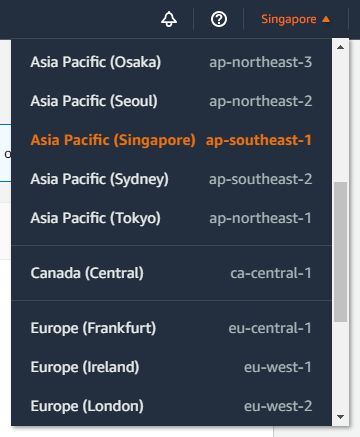 Singapore ▲
Asia Pacific (Osaka) ap-northeast-3
Asia Pacific (Seoul) ap-northeast-2
Asia Pacific (Singapore) ap-southeast-1
o
Asia Pacific (Sydney) ap-southeast-2
Asia Pacific (Tokyo) ap-northeast-1
Canada (Central) ca-central-1
Europe (Frankfurt) eu-central-1
Europe (Ireland) eu-west-1
Europe (London) eu-west-2